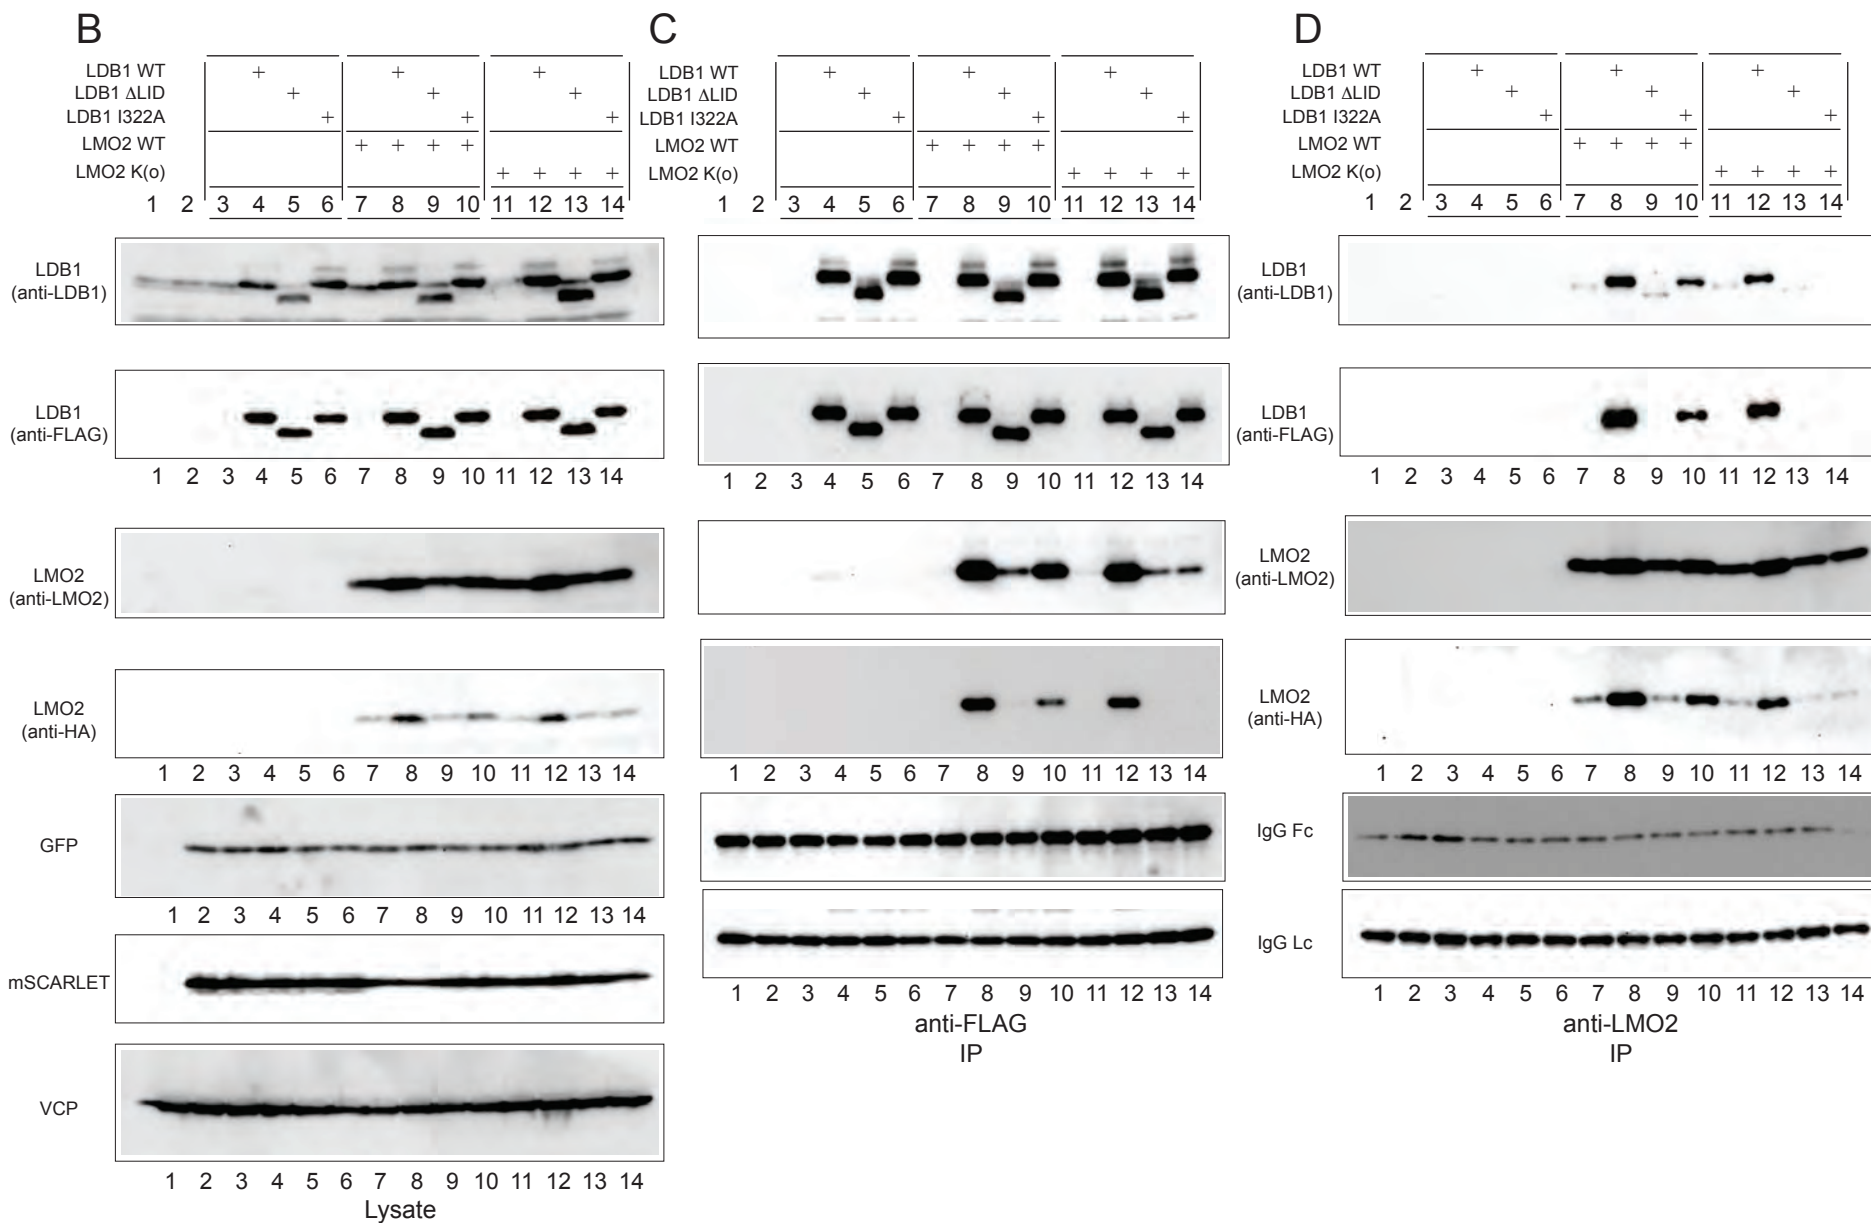 B
LDB1 WT + + +
LDB1 ΔLID + + +
LDB1 I322A + + +
LMO2 WT + + + +
LMO2 K(o) + + + +
1 2 3 4 5 6 7 8 9 10 11 12 13 14
LDB1
(anti-LDB1)
LDB1
(anti-FLAG)
1 2 3 4 5 6 7 8 9 10 11 12 13 14
LMO2
(anti-LMO2)
LMO2
(anti-HA)
1 2 3 4 5 6 7 8 9 10 11 12 13 14
GFP
1 2 3 4 5 6 7 8 9 10 11 12 13 14
mSCARLET
VCP
1 2 3 4 5 6 7 8 9 10 11 12 13 14
Lysate
C
LDB1 WT + + +
LDB1 ΔLID + + +
LDB1 I322A + + +
LMO2 WT + + + +
LMO2 K(o) + + + +
1 2 3 4 5 6 7 8 9 10 11 12 13 14
1 2 3 4 5 6 7 8 9 10 11 12 13 14
1 2 3 4 5 6 7 8 9 10 11 12 13 14
1 2 3 4 5 6 7 8 9 10 11 12 13 14
anti-FLAG
IP
D
LDB1 WT + + +
LDB1 ΔLID + + +
LDB1 I322A + + +
LMO2 WT + + + +
LMO2 K(o) + + + +
1 2 3 4 5 6 7 8 9 10 11 12 13 14
LDB1
(anti-LDB1)
LDB1
(anti-FLAG)
1 2 3 4 5 6 7 8 9 10 11 12 13 14
LMO2
(anti-LMO2)
LMO2
(anti-HA)
1 2 3 4 5 6 7 8 9 10 11 12 13 14
IgG Fc
IgG Lc
1 2 3 4 5 6 7 8 9 10 11 12 13 14
anti-LMO2
IP